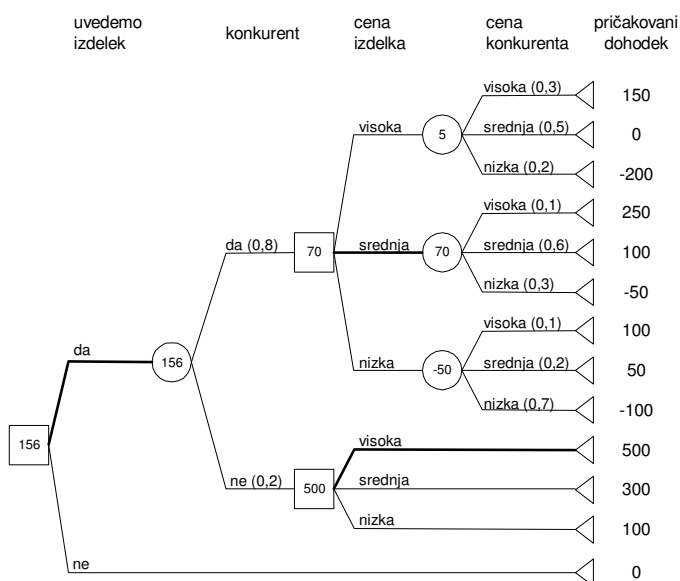 uvedemo izdelek
konkurent
cena izdelka
cena konkurenta
pričakovani dohodek
visoka (0,3) 150
visoka 5 srednja (0,5) 0
nizka (0,2) -200
visoka (0,1) 250
da (0,8) 70 srednja 70 srednja (0,6) 100
nizka (0,3) -50
visoka (0,1) 100
da 156 nizka -50 srednja (0,2) 50
nizka (0,7) -100
156 visoka 500
ne (0,2) 500 srednja 300
nizka 100
ne 0